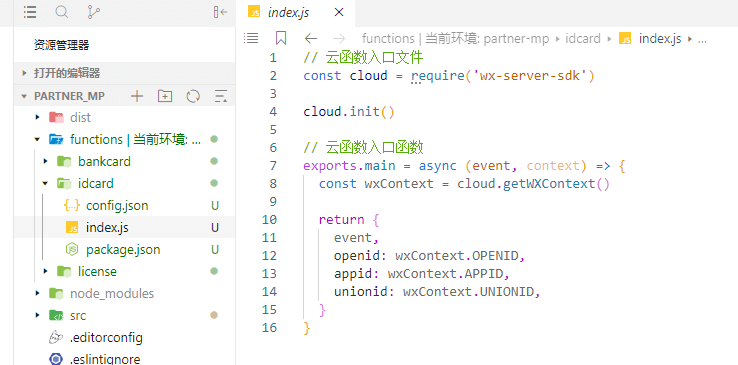 资源管理器
打开的编辑器
PARTNER_MP
dist
functions | 当前环境: ...
bankcard
idcard
config.json U
index.js U
package.json U
license
node_modules
src
.editorconfig
.eslintignore
index.js
functions | 当前环境: partner-mp › idcard › index.js › ...
1 // 云函数入口文件
2 const cloud = require('wx-server-sdk')
3
4 cloud.init()
5
6 // 云函数入口函数
7 exports.main = async (event, context) => {
8 const wxContext = cloud.getWXContext()
9
10 return {
11 event,
12 openid: wxContext.OPENID,
13 appid: wxContext.APPID,
14 unionid: wxContext.UNIONID,
15 }
16 }